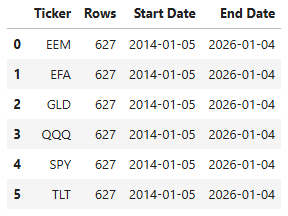 Ticker Rows Start Date End Date
0 EEM 627 2014-01-05 2026-01-04
1 EFA 627 2014-01-05 2026-01-04
2 GLD 627 2014-01-05 2026-01-04
3 QQQ 627 2014-01-05 2026-01-04
4 SPY 627 2014-01-05 2026-01-04
5 TLT 627 2014-01-05 2026-01-04